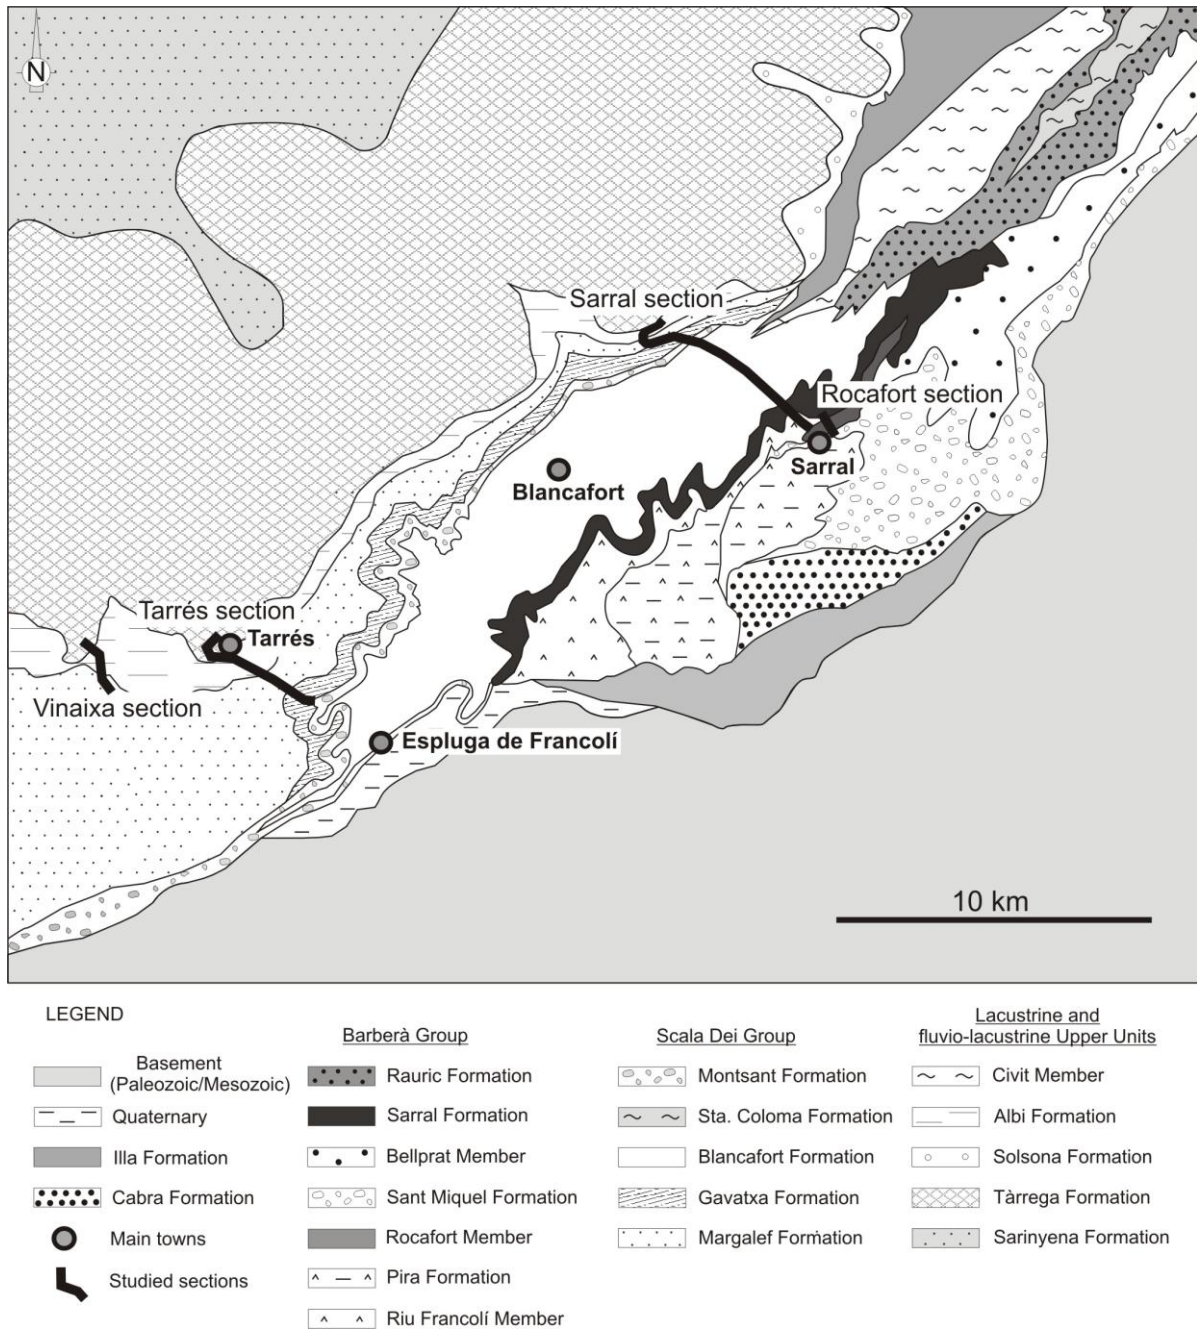 N
Sarral section
Rocafort section
Sarral
Blancafort
Tarrés section
Tarrés
Vinaixa section
Espluga de Francolí
10 km
LEGEND
Basement
(Paleozoic/Mesozoic)
Quaternary
Illa Formation
Cabra Formation
Main towns
Studied sections
Barberà Group
Rauric Formation
Sarral Formation
Bellprat Member
Sant Miquel Formation
Rocafort Member
Pira Formation
Riu Francolí Member
Scala Dei Group
Montsant Formation
Sta. Coloma Formation
Blancafort Formation
Gavatxa Formation
Margalef Formation
Lacustrine and
fluvio-lacustrine Upper Units
Civit Member
Albi Formation
Solsona Formation
Tàrrega Formation
Sarinyena Formation